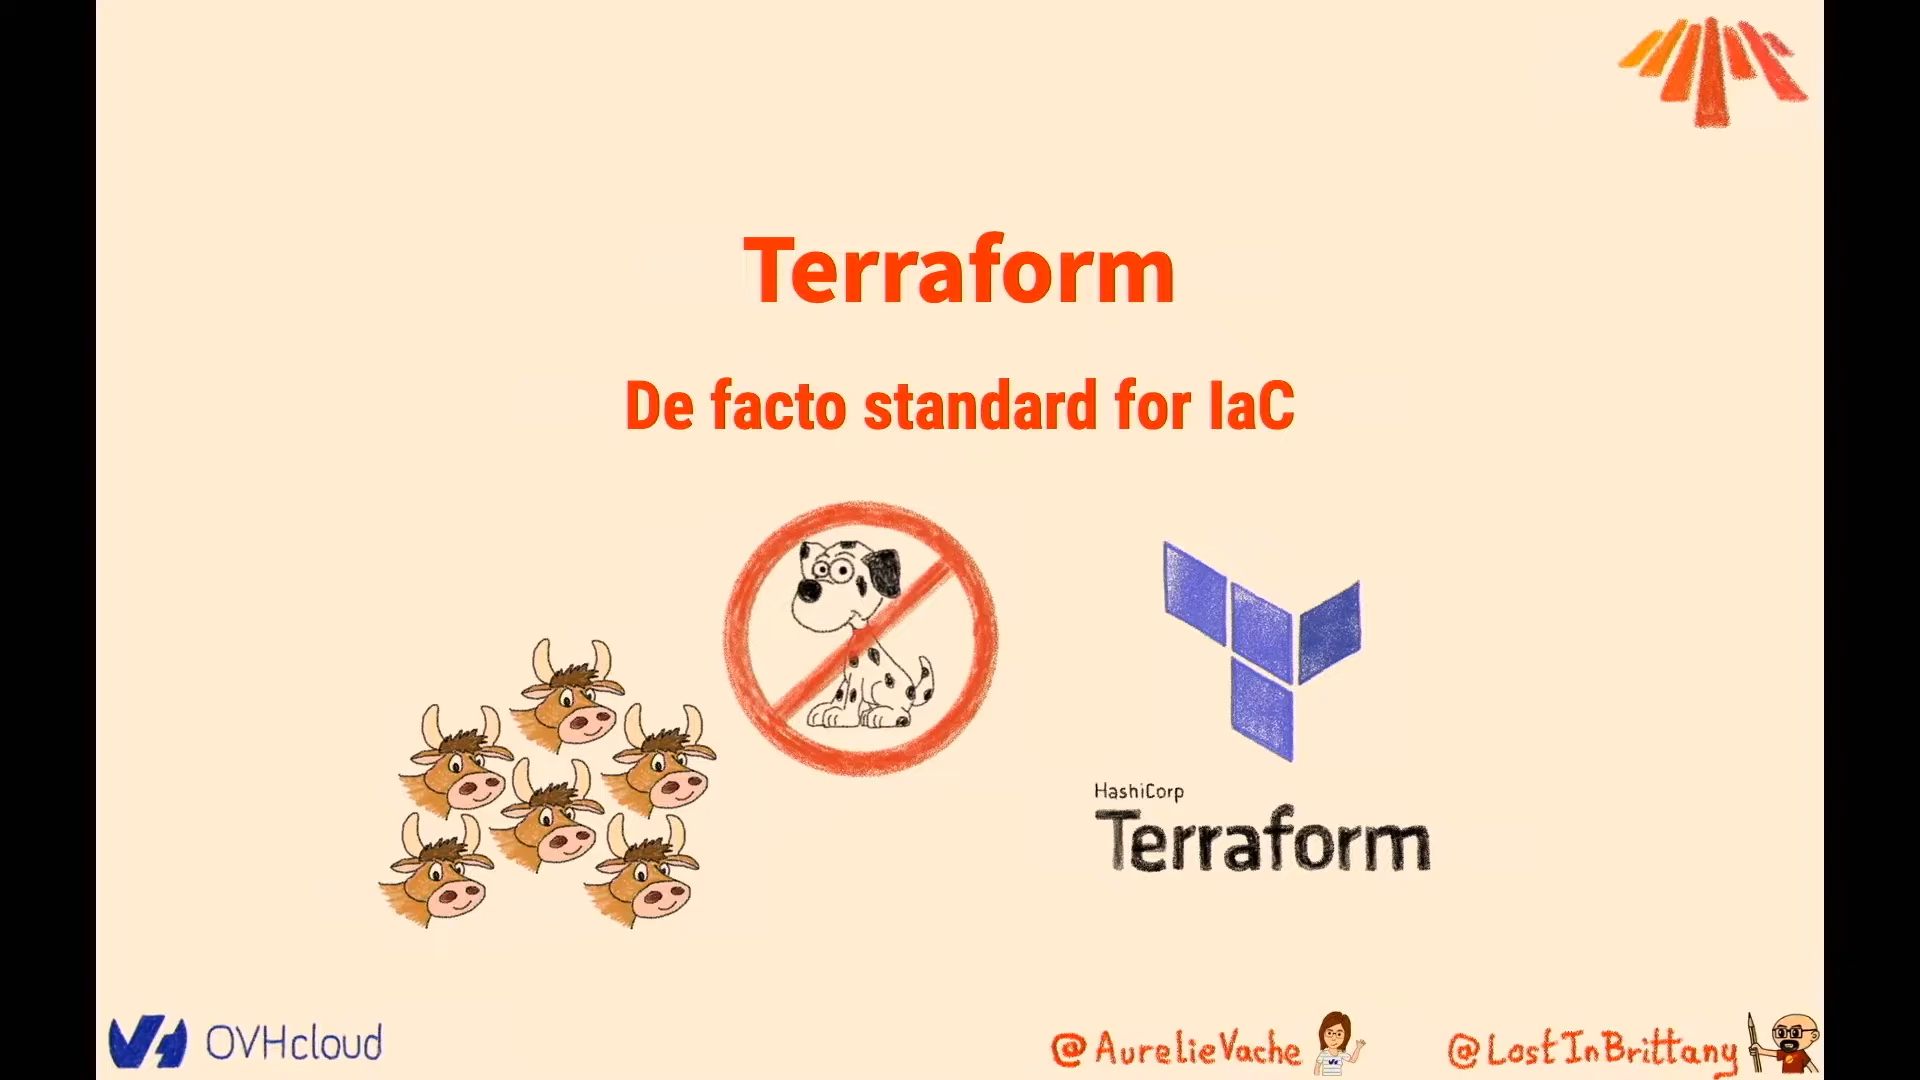 Terraform
De facto standard for IaC
HashiCorp
Terraform
OVHcloud
@AurelieVache
@LostInBrittany